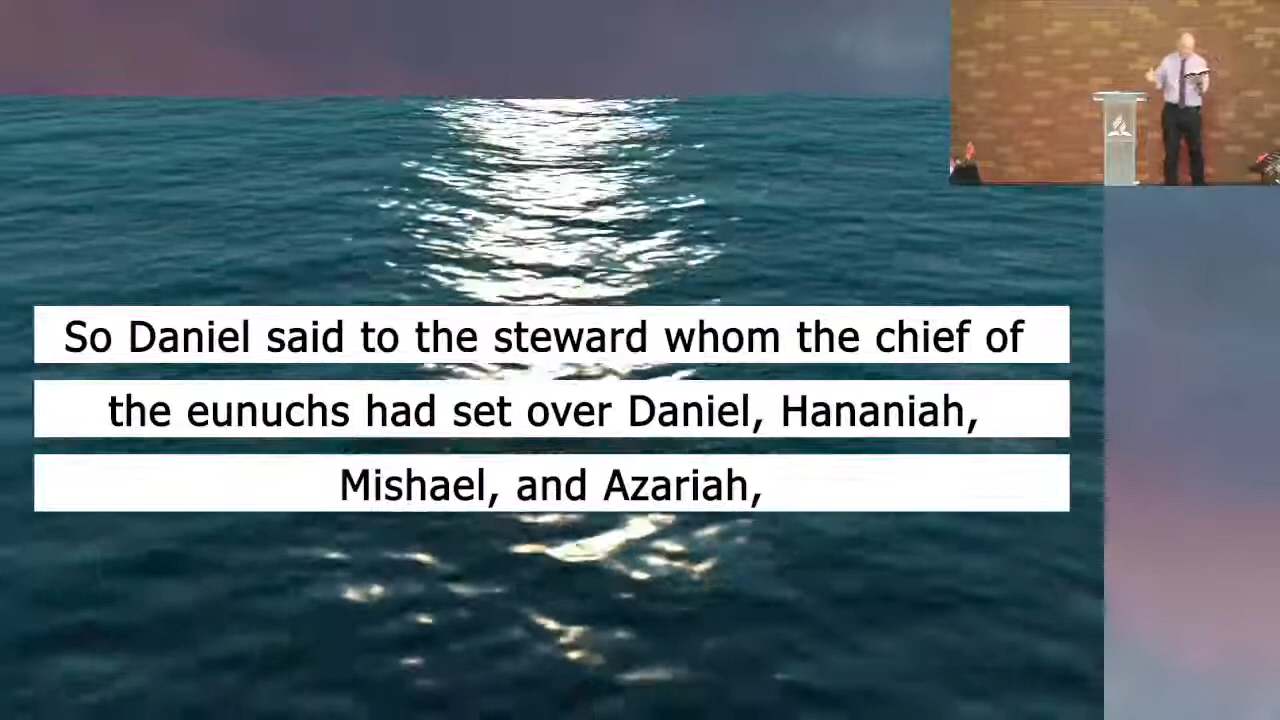 So Daniel said to the steward whom the chief of
the eunuchs had set over Daniel, Hananiah,
Mishael, and Azariah,